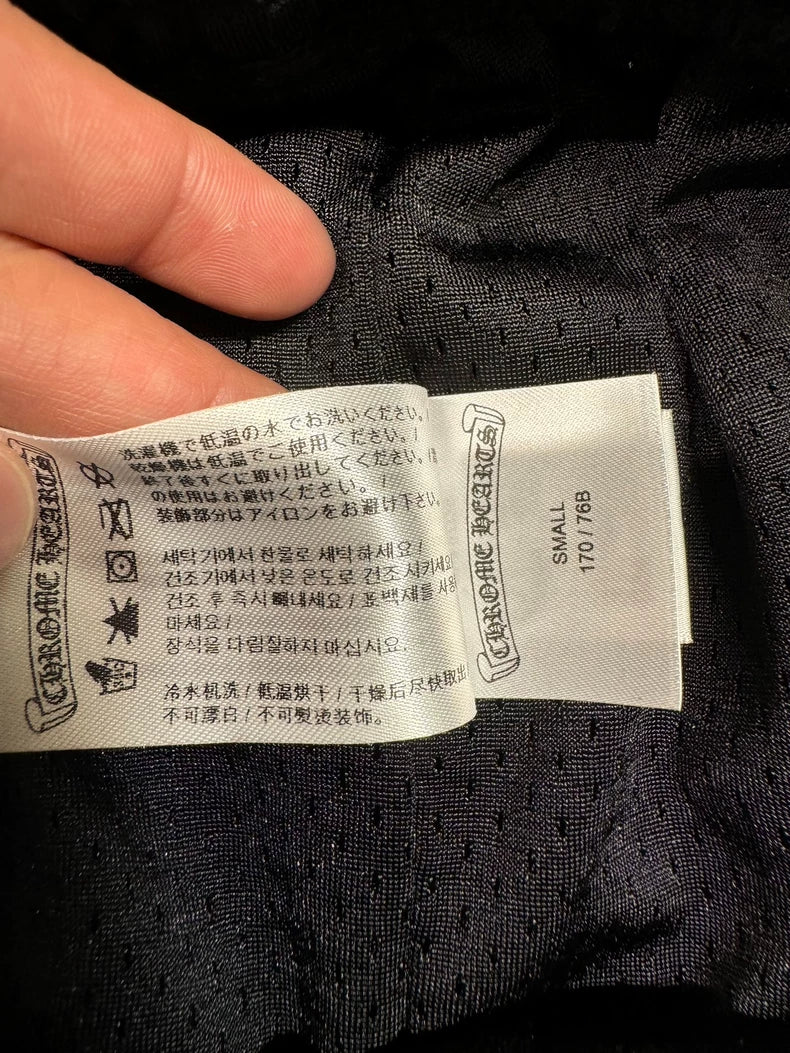 CHROME HEARTS
洗濯機で低温の水でお洗いください。/
乾燥機は低温でご使用ください。/
終了後すぐに取り出してください。/
の使用はお避けください。/
装飾部分はアイロンをお避け下さい。
세탁기에서 찬물로 세탁하세요/
건조기에서 낮은 온도로 건조 시키세요
건조 후 즉시 빼내세요/ 표백제를 사용
마세요/
장식을 다림질하지 마십시요.
冷水机洗/低温烘干/干燥后尽快取出
不可漂白/不可熨烫装饰。
CHROME HEARTS
SMALL
170 / 76B